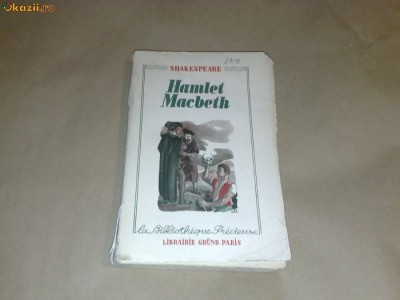 okazii.ro
SHAKESPEARE
Hamlet
Macbeth
la Bibliothèque Précieuse
LIBRAIRIE GRÜND. PARIS